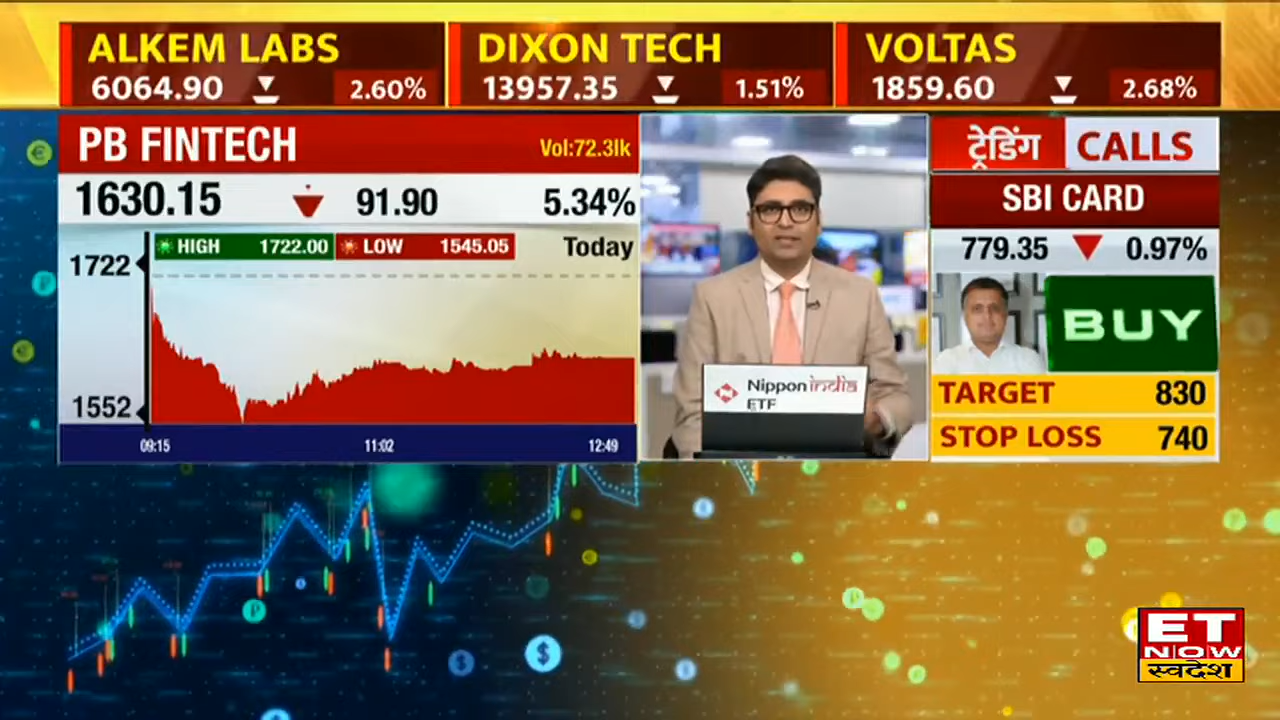 ALKEM LABS
6064.90 2.60%
DIXON TECH
13957.35 1.51%
VOLTAS
1859.60 2.68%
PB FINTECH Vol:72.3lk
1630.15 91.90 5.34%
HIGH 1722.00 LOW 1545.05 Today
1722
1552
09:15 11:02 12:49
Nippon india
ETF
ट्रेडिंग CALLS
SBI CARD
779.35 0.97%
BUY
TARGET 830
STOP LOSS 740
ET
NOW
स्वदेश